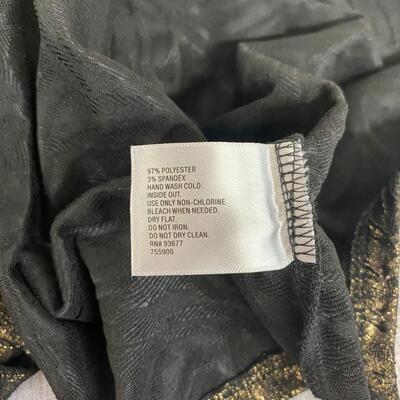 97% POLYESTER
3% SPANDEX
HAND WASH COLD.
INSIDE OUT.
USE ONLY NON-CHLORINE
BLEACH WHEN NEEDED.
DRY FLAT.
DO NOT IRON.
DO NOT DRY CLEAN.
RN# 93677
755900